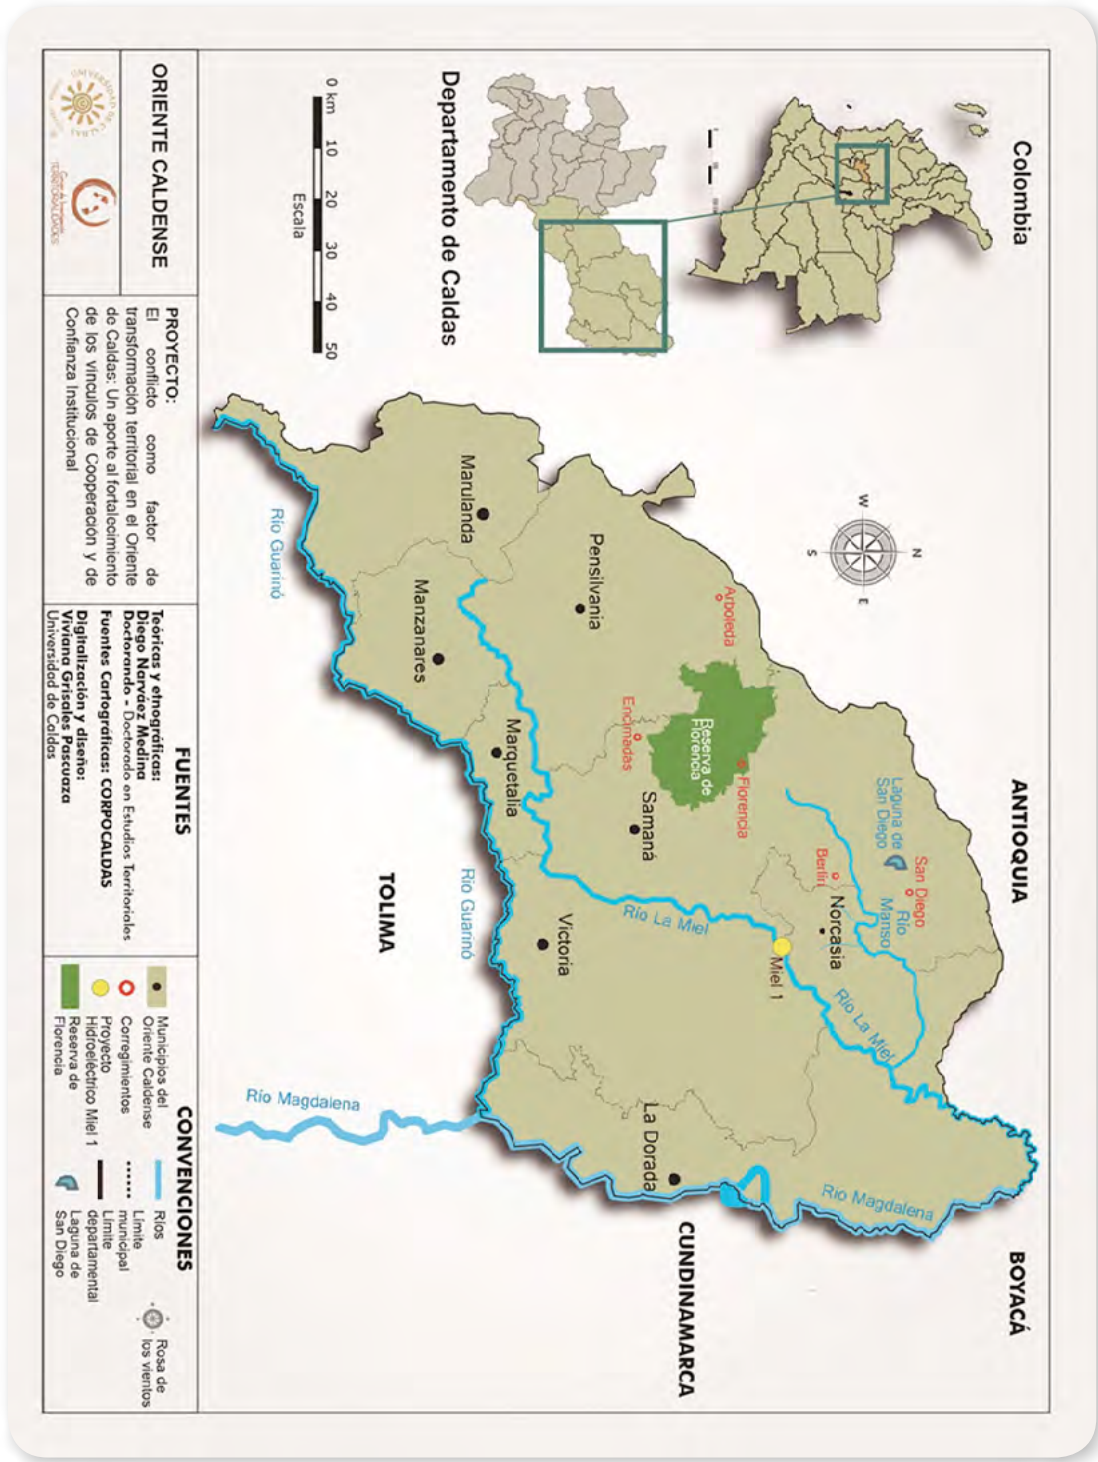 Colombia
Departamento de Caldas
0 km 10 20 30 40 50
Escala
N
W
E
S
ANTIOQUIA
BOYACÁ
CUNDINAMARCA
TOLIMA
San Diego
Laguna de
San Diego
Río
Manso
Berlín
Norcasia
Arboleda
Florencia
Reserva de
Florencia
Encimadas
Pensilvania
Samaná
Miel 1
Río La Miel
Río La Miel
Río Magdalena
La Dorada
Marulanda
Manzanares
Marquetalia
Victoria
Río Guarinó
Río Guarinó
Río Magdalena
ORIENTE CALDENSE
UNIVERSIDAD DE CALDAS
TERRITORIALIDADES
PROYECTO:
El conflicto como factor de
transformación territorial en el Oriente
de Caldas: Un aporte al fortalecimiento
de los vínculos de Cooperación y de
Confianza Institucional
FUENTES
Teóricas y etnográficas:
Diego Narváez Medina
Doctorando - Doctorado en Estudios Territoriales
Fuentes Cartográficas: CORPOCALDAS
Digitalización y diseño:
Viviana Grisales Pascuaza
Universidad de Caldas
CONVENCIONES
Municipios del
Oriente Caldense
Corregimientos
Proyecto
Hidroeléctrico Miel 1
Reserva de
Florencia
Ríos
Límite
municipal
Límite
departamental
Laguna de
San Diego
Rosa de
los vientos